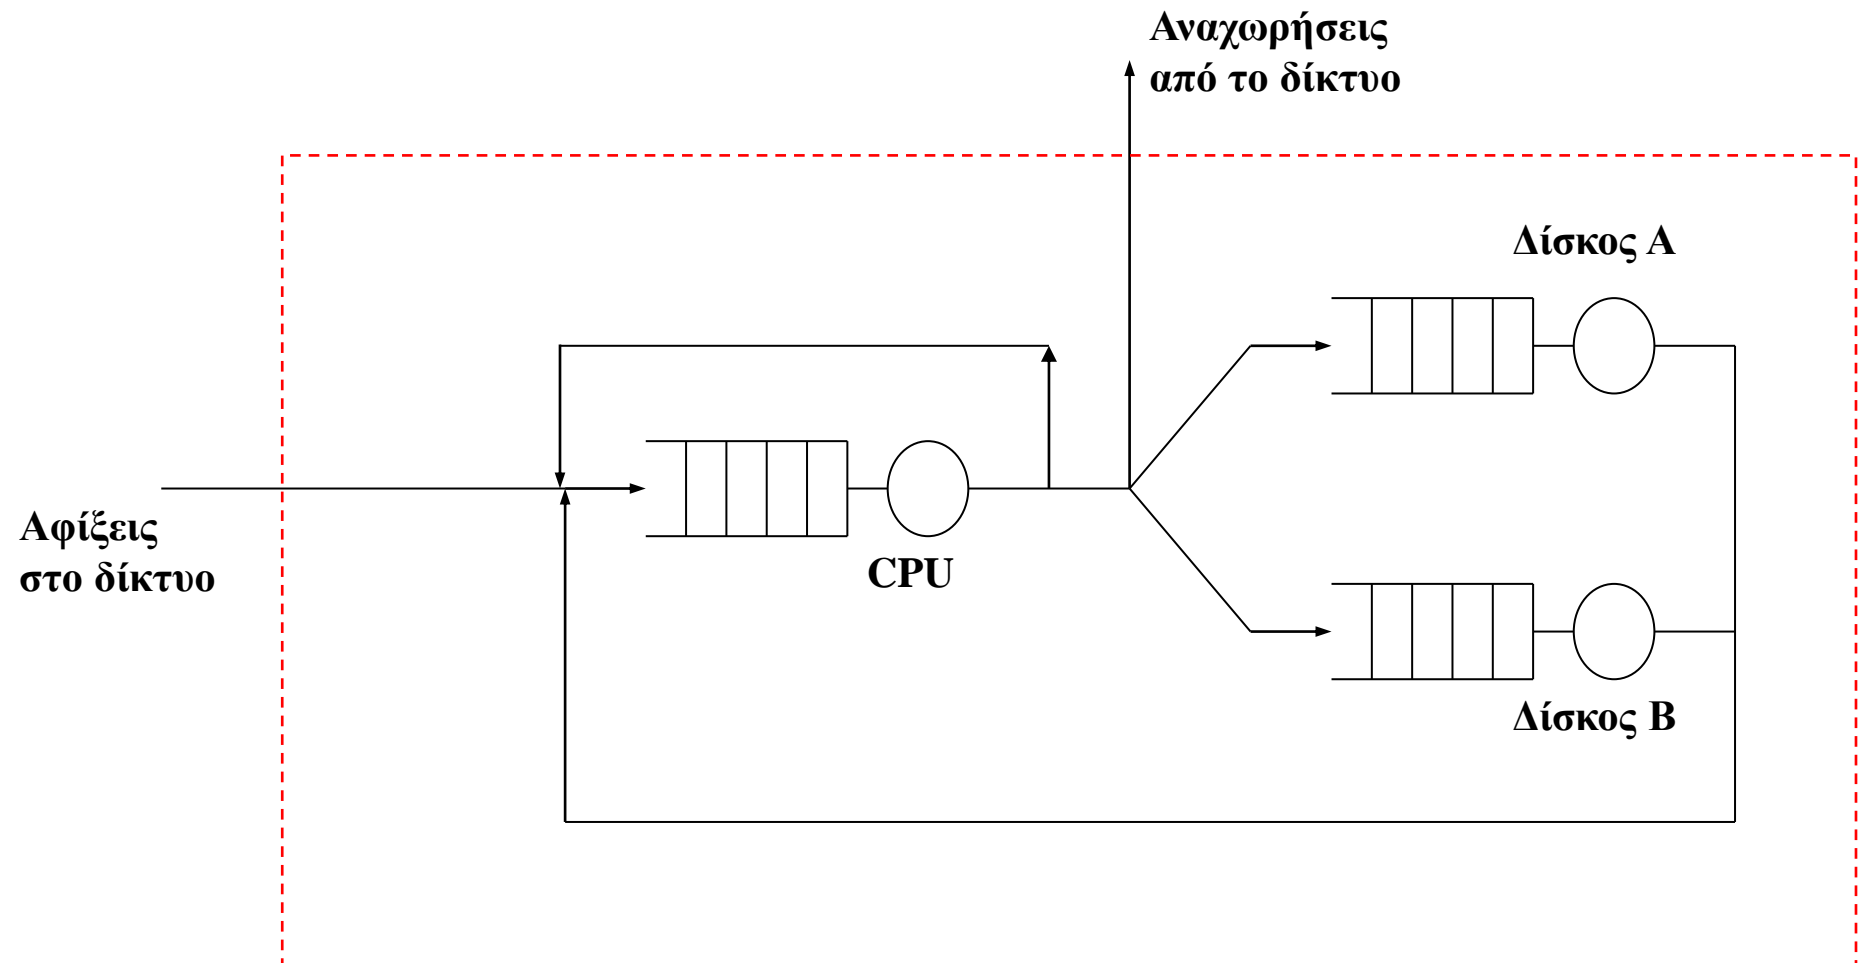 Αναχωρήσεις
από το δίκτυο
Δίσκος Α
Αφίξεις
στο δίκτυο
CPU
Δίσκος Β